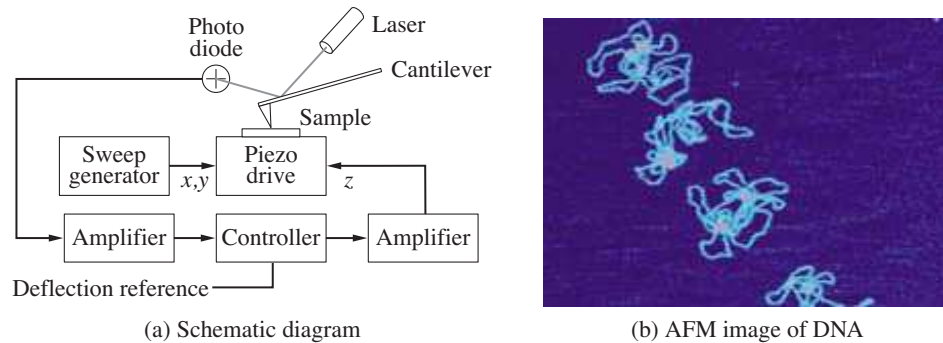 Photo
diode
Laser
Cantilever
Sample
Sweep
generator
x,y
Piezo
drive
z
Amplifier
Controller
Amplifier
Deflection reference
(a) Schematic diagram
(b) AFM image of DNA